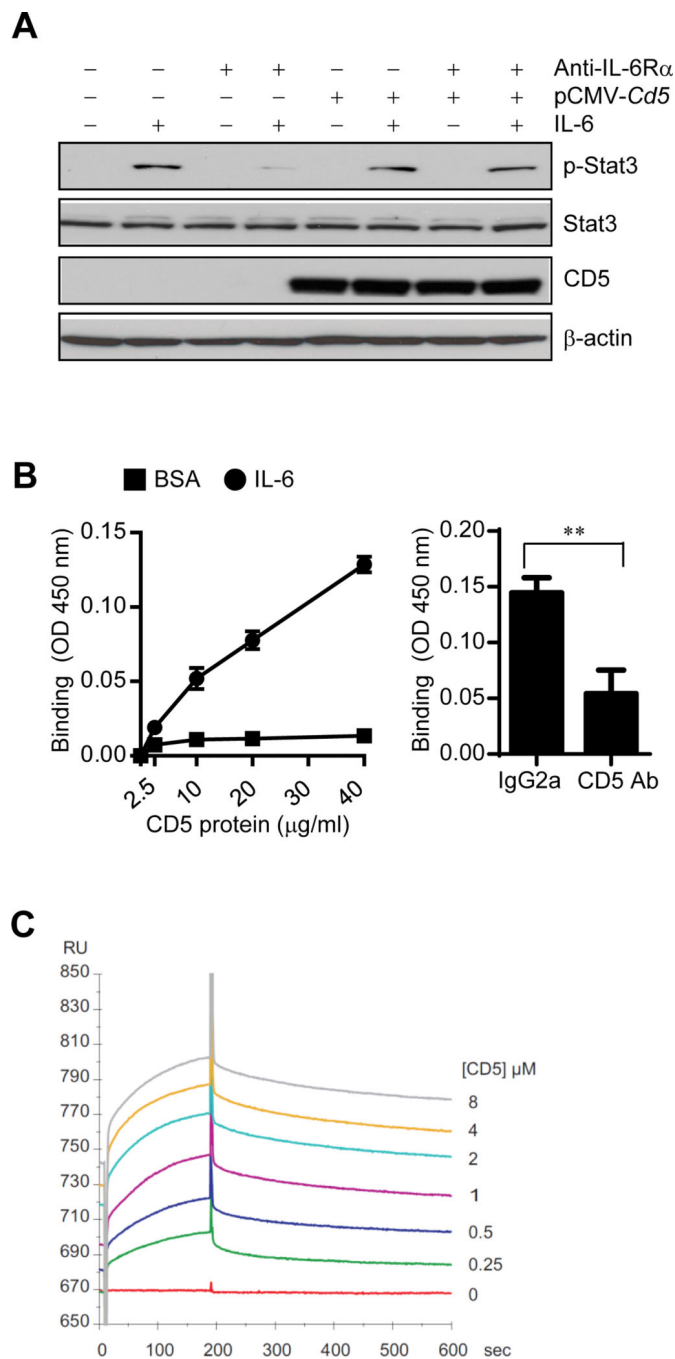 A
– – + + – – + + Anti-IL-6Rα
– – – – + + + + pCMV-Cd5
– + – + – + – + IL-6
p-Stat3
Stat3
CD5
β-actin
B
BSA IL-6
Binding (OD 450 nm)
0.15
0.10
0.05
0.00
2.5 10 20 30 40
CD5 protein (μg/ml)
Binding (OD 450 nm)
0.20
0.15
0.10
0.05
0.00
**
IgG2a CD5 Ab
C
RU
850
830
810
790
770
750
730
710
690
670
650
0 100 200 300 400 500 600 sec
[CD5] μM
8
4
2
1
0.5
0.25
0